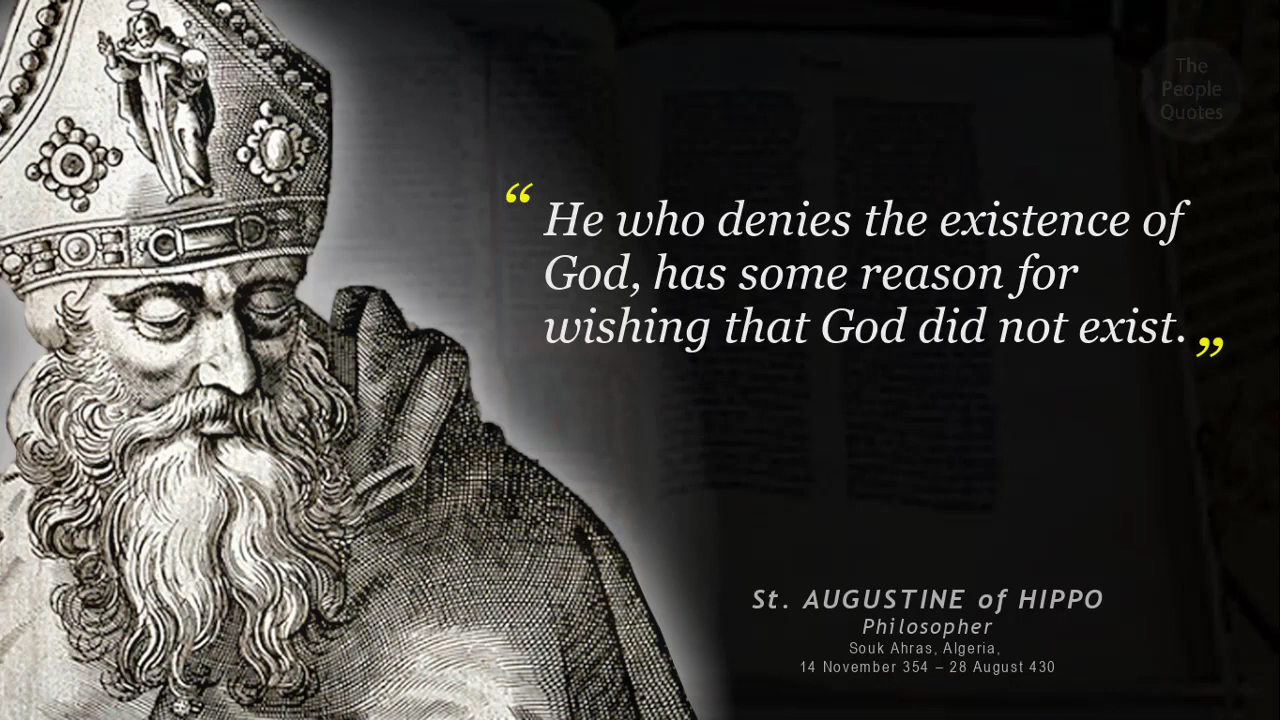 The
People
Quotes
“ He who denies the existence of
God, has some reason for
wishing that God did not exist. ”
St. AUGUSTINE of HIPPO
Philosopher
Souk Ahras, Algeria,
14 November 354 – 28 August 430